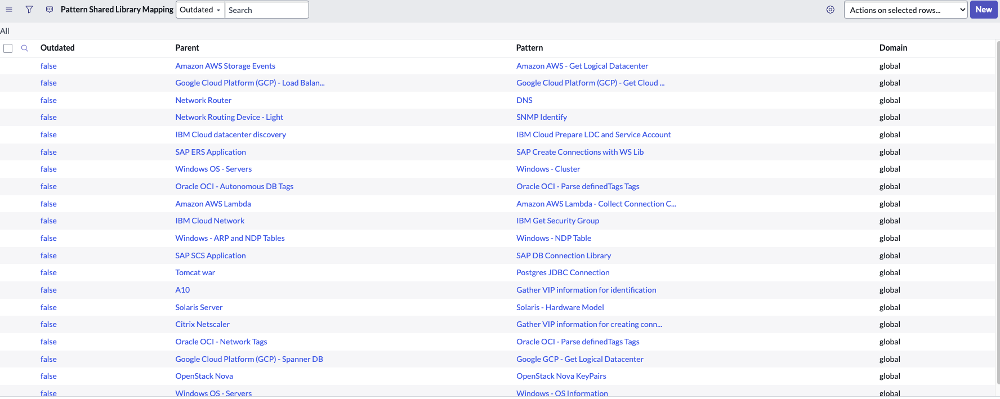 Pattern Shared Library Mapping Outdated Search Actions on selected rows... New
All
Outdated Parent Pattern Domain
false Amazon AWS Storage Events Amazon AWS - Get Logical Datacenter global
false Google Cloud Platform (GCP) - Load Balan... Google Cloud Platform (GCP) - Get Cloud ... global
false Network Router DNS global
false Network Routing Device - Light SNMP Identify global
false IBM Cloud datacenter discovery IBM Cloud Prepare LDC and Service Account global
false SAP ERS Application SAP Create Connections with WS Lib global
false Windows OS - Servers Windows - Cluster global
false Oracle OCI - Autonomous DB Tags Oracle OCI - Parse definedTags Tags global
false Amazon AWS Lambda Amazon AWS Lambda - Collect Connection C... global
false IBM Cloud Network IBM Get Security Group global
false Windows - ARP and NDP Tables Windows - NDP Table global
false SAP SCS Application SAP DB Connection Library global
false Tomcat war Postgres JDBC Connection global
false A10 Gather VIP information for identification global
false Solaris Server Solaris - Hardware Model global
false Citrix Netscaler Gather VIP information for creating conn... global
false Oracle OCI - Network Tags Oracle OCI - Parse definedTags Tags global
false Google Cloud Platform (GCP) - Spanner DB Google GCP - Get Logical Datacenter global
false OpenStack Nova OpenStack Nova KeyPairs global
false Windows OS - Servers Windows - OS Information global